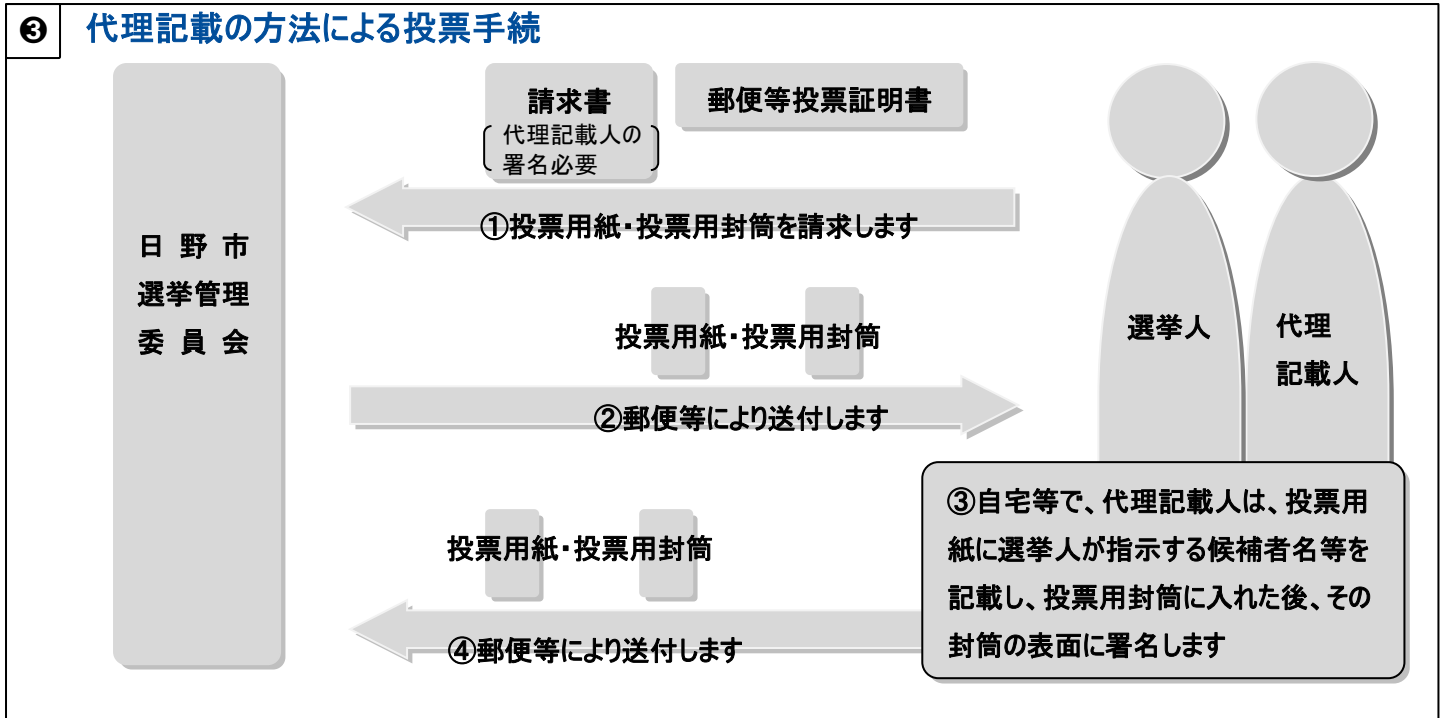 ❸ 代理記載の方法による投票手続
請求書
代理記載人の
署名必要
郵便等投票証明書
①投票用紙・投票用封筒を請求します
日 野 市
選挙管理
委 員 会
投票用紙・投票用封筒
②郵便等により送付します
選挙人
代理
記載人
③自宅等で、代理記載人は、投票用
紙に選挙人が指示する候補者名等を
記載し、投票用封筒に入れた後、その
封筒の表面に署名します
投票用紙・投票用封筒
④郵便等により送付します